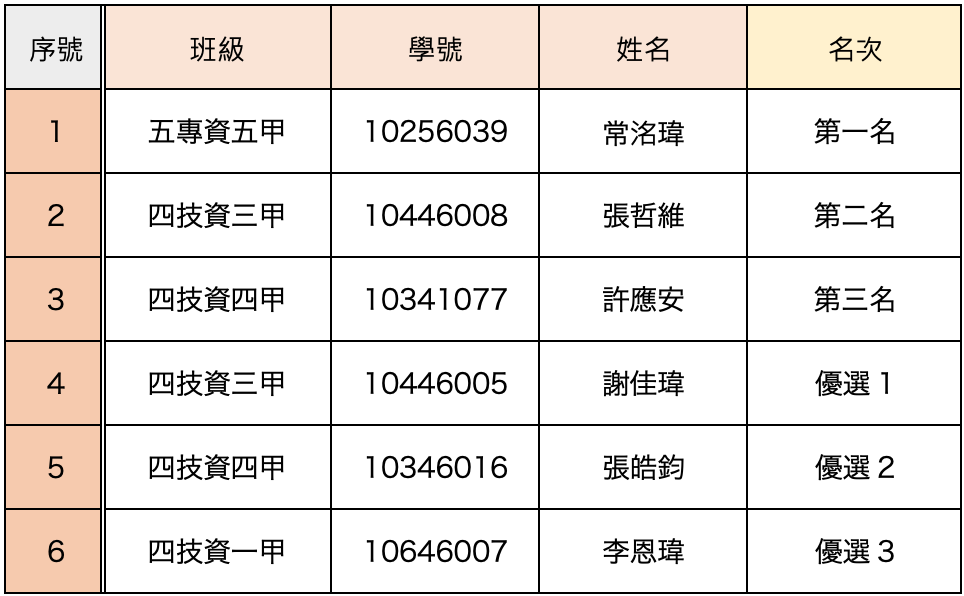 序號 班級 學號 姓名 名次
1 五專資五甲 10256039 常洺瑋 第一名
2 四技資三甲 10446008 張哲維 第二名
3 四技資四甲 10341077 許應安 第三名
4 四技資三甲 10446005 謝佳瑋 優選 1
5 四技資四甲 10346016 張皓鈞 優選 2
6 四技資一甲 10646007 李恩瑋 優選 3